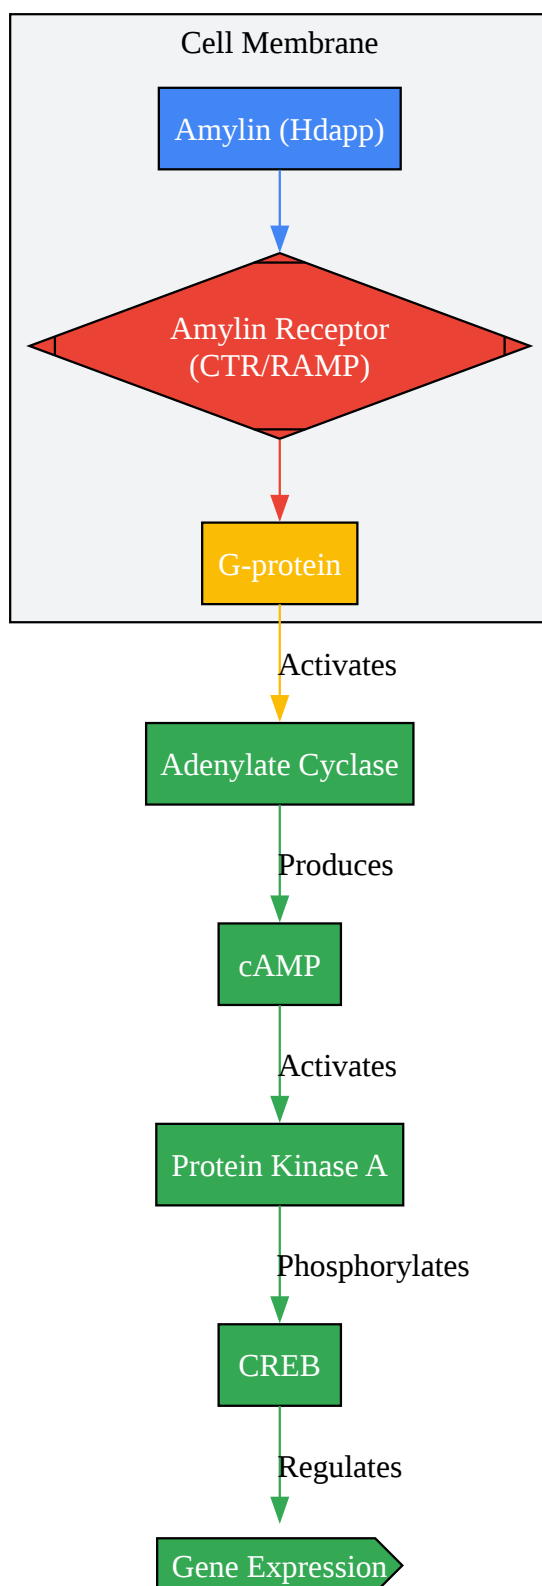 Cell Membrane
Amylin (Hdapp)
Amylin Receptor
(CTR/RAMP)
G-protein
Activates
Adenylate Cyclase
Produces
cAMP
Activates
Protein Kinase A
Phosphorylates
CREB
Regulates
Gene Expression